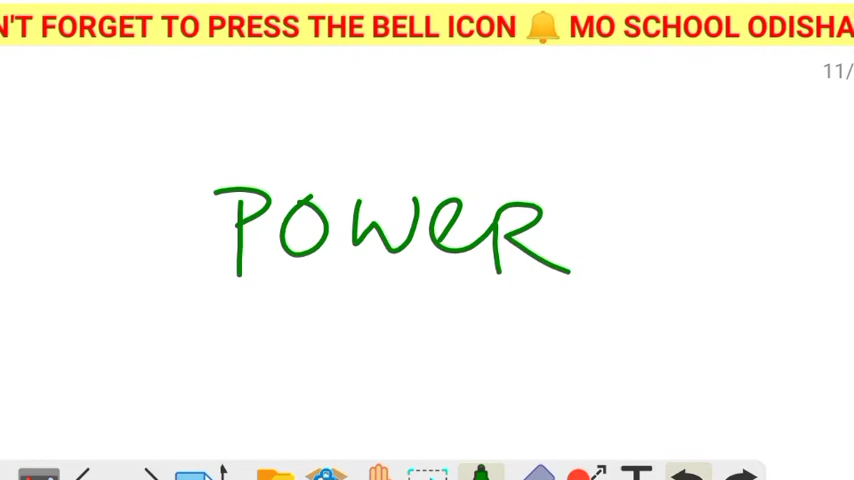 N'T FORGET TO PRESS THE BELL ICON 🔔 MO SCHOOL ODISHA
11/
POWeR
T